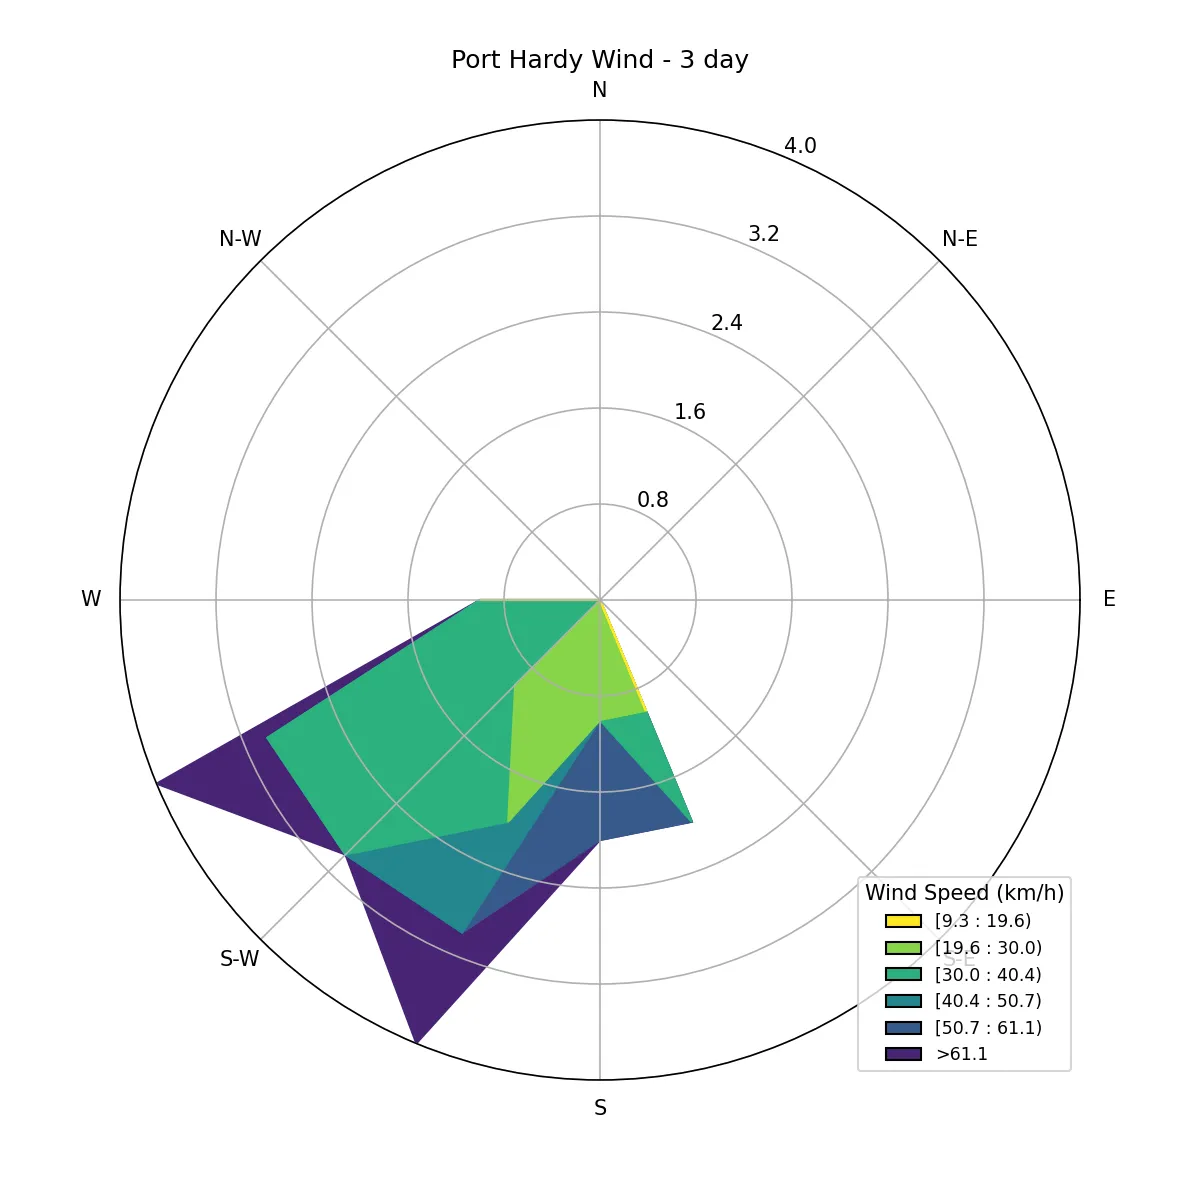 Port Hardy Wind - 3 day
N
4.0
N-W
3.2
N-E
2.4
1.6
0.8
W
E
Wind Speed (km/h)
[9.3 : 19.6)
[19.6 : 30.0)
S-W
S-E
[30.0 : 40.4)
[40.4 : 50.7)
[50.7 : 61.1)
>61.1
S